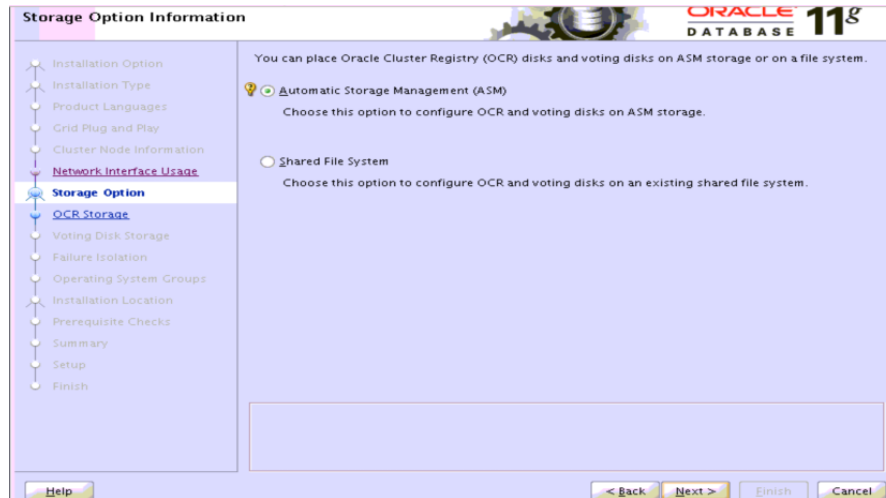 Storage Option Information
ORACLE
DATABASE 11g
Installation Option
Installation Type
Product Languages
Grid Plug and Play
Cluster Node Information
Network Interface Usage
Storage Option
OCR Storage
Voting Disk Storage
Failure Isolation
Operating System Groups
Installation Location
Prerequisite Checks
Summary
Setup
Finish
You can place Oracle Cluster Registry (OCR) disks and voting disks on ASM storage or on a file system.
Automatic Storage Management (ASM)
Choose this option to configure OCR and voting disks on ASM storage.
Shared File System
Choose this option to configure OCR and voting disks on an existing shared file system.
Help
< Back
Next >
Finish
Cancel